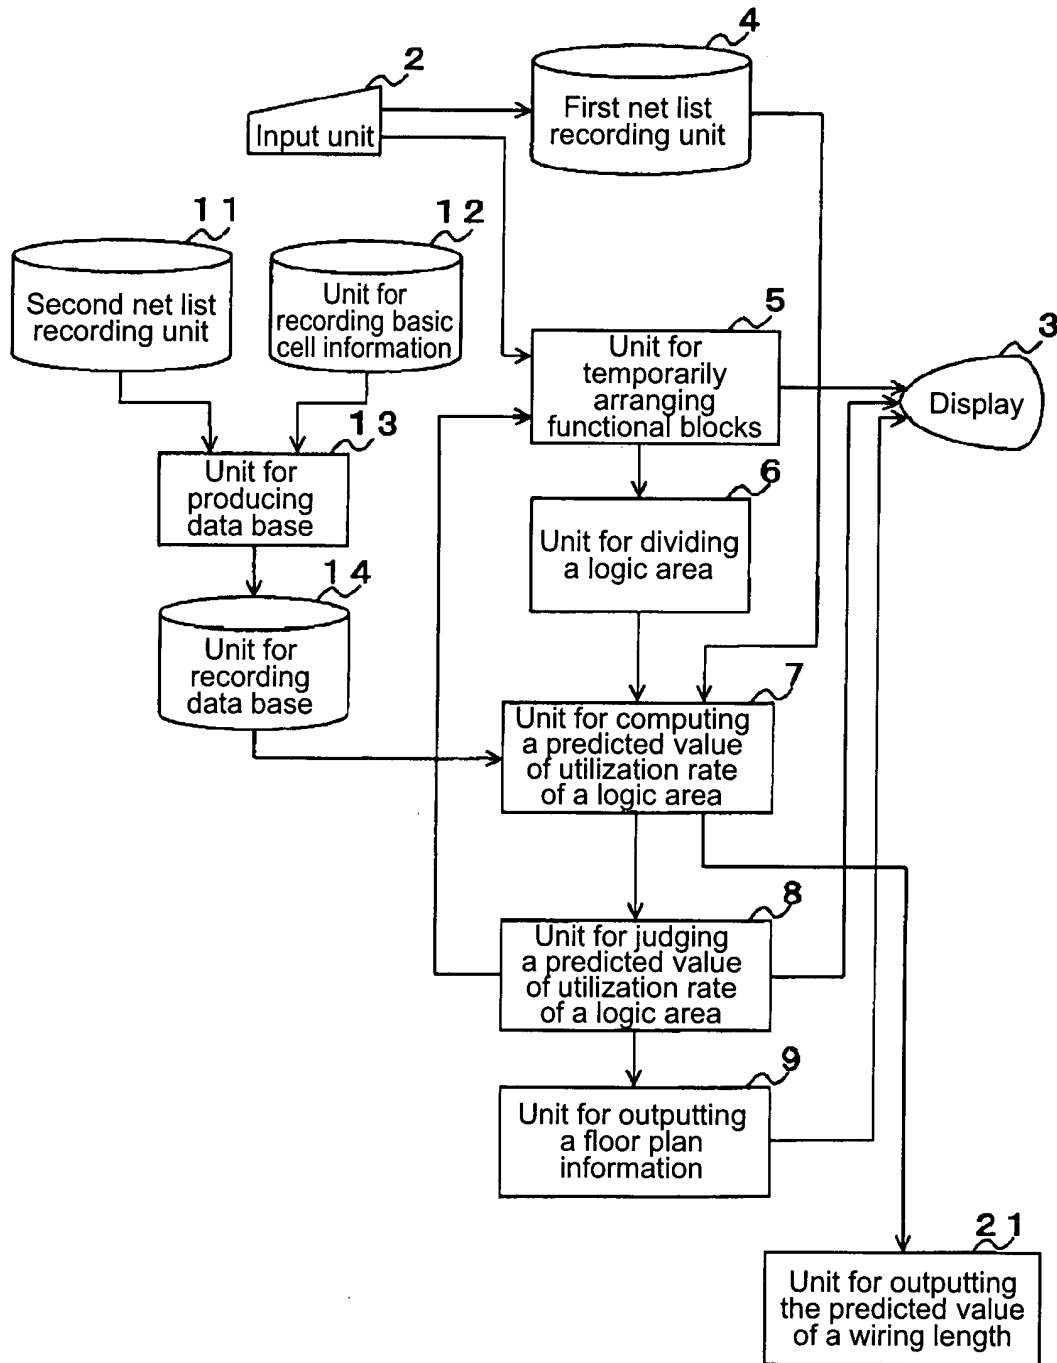 4
2
First net list
recording unit
Input unit
11
12
Second net list
recording unit
Unit for
recording basic
cell information
5
3
Unit for
temporarily
arranging
functional blocks
Display
13
Unit for
producing
data base
6
Unit for dividing
a logic area
14
Unit for
recording
data base
7
Unit for computing
a predicted value
of utilization rate
of a logic area
8
Unit for judging
a predicted value
of utilization rate
of a logic area
9
Unit for outputting
a floor plan
information
21
Unit for outputting
the predicted value
of a wiring length